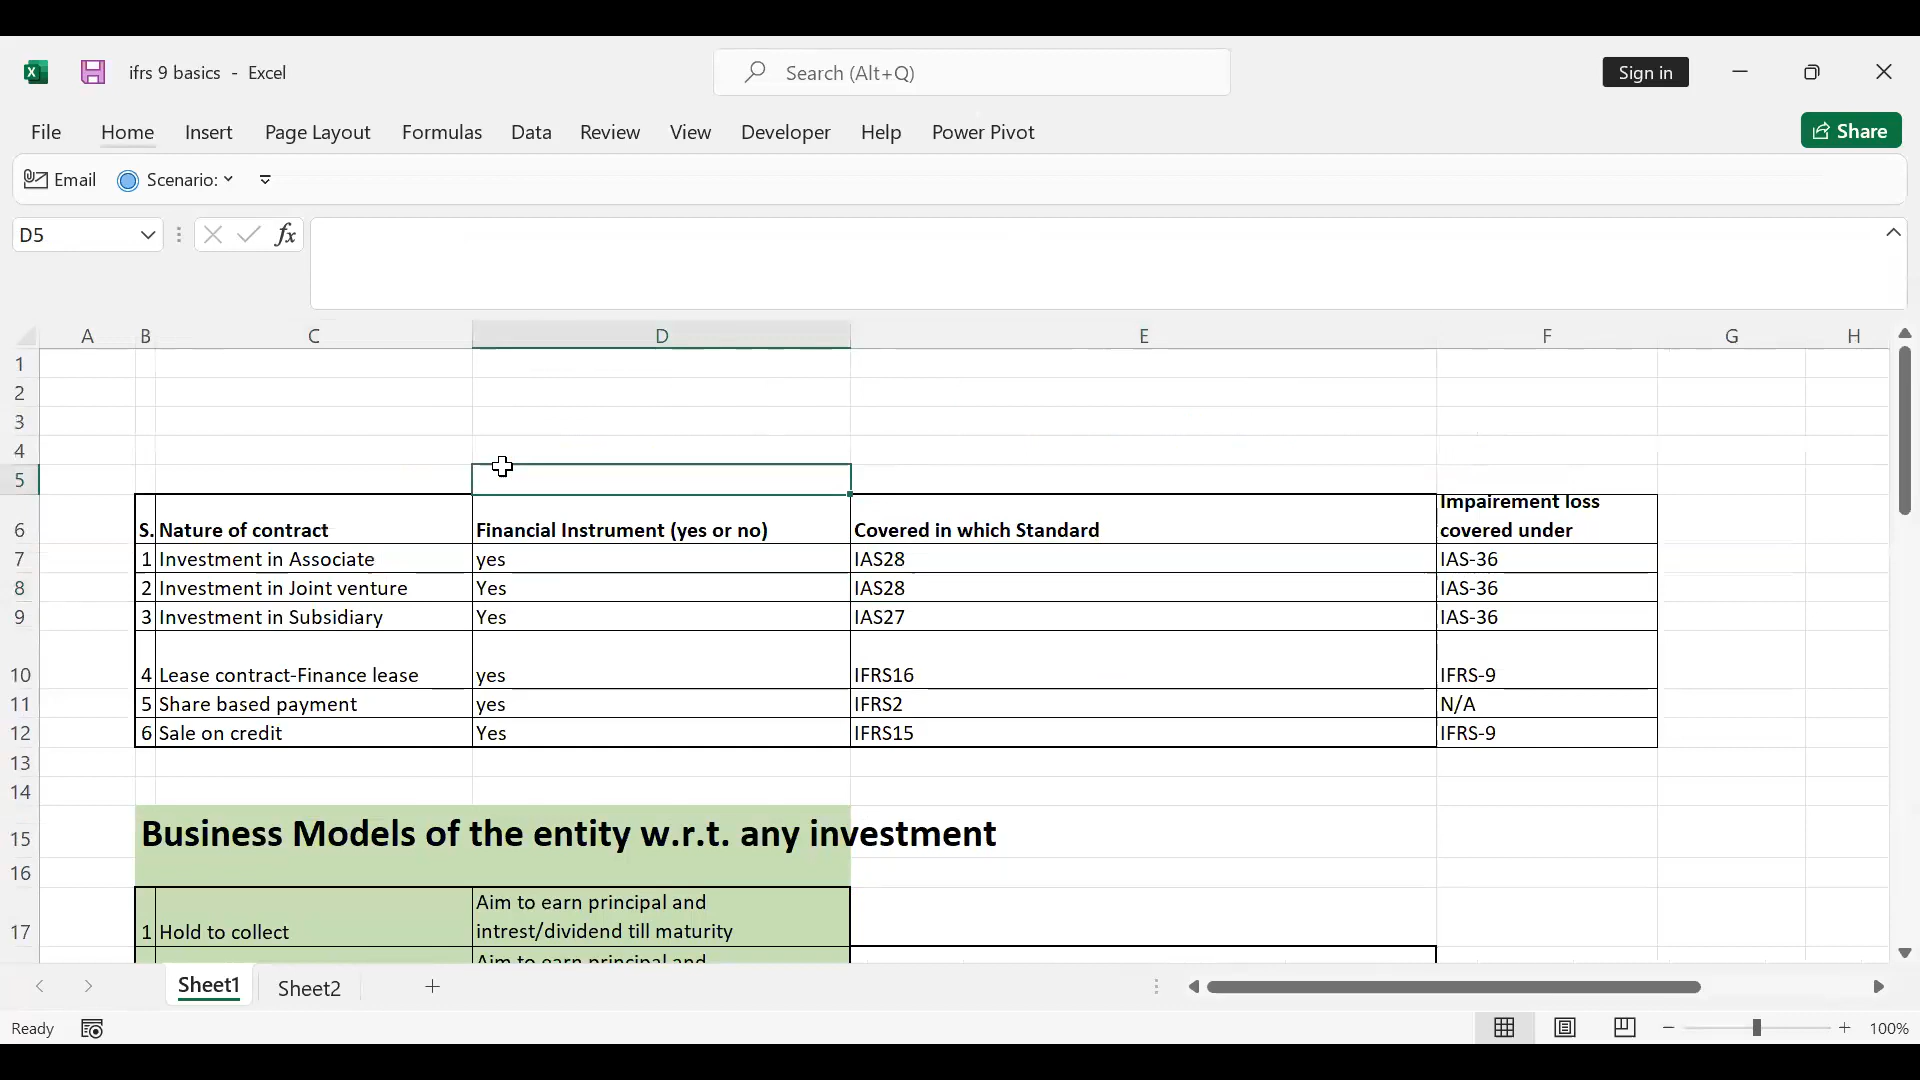 ifrs 9 basics - Excel
Search (Alt+Q)
Sign in
File Home Insert Page Layout Formulas Data Review View Developer Help Power Pivot
Share
Email Scenario:
D5
fx
A B C D E F G H
1
2
3
4
5
6 S. Nature of contract Financial Instrument (yes or no) Covered in which Standard Impairement loss
covered under
7 1 Investment in Associate yes IAS28 IAS-36
8 2 Investment in Joint venture Yes IAS28 IAS-36
9 3 Investment in Subsidiary Yes IAS27 IAS-36
10 4 Lease contract-Finance lease yes IFRS16 IFRS-9
11 5 Share based payment yes IFRS2 N/A
12 6 Sale on credit Yes IFRS15 IFRS-9
13
14
15 Business Models of the entity w.r.t. any investment
16
17 1 Hold to collect Aim to earn principal and
intrest/dividend till maturity
Aim to earn principal and
Sheet1 Sheet2
Ready
100%